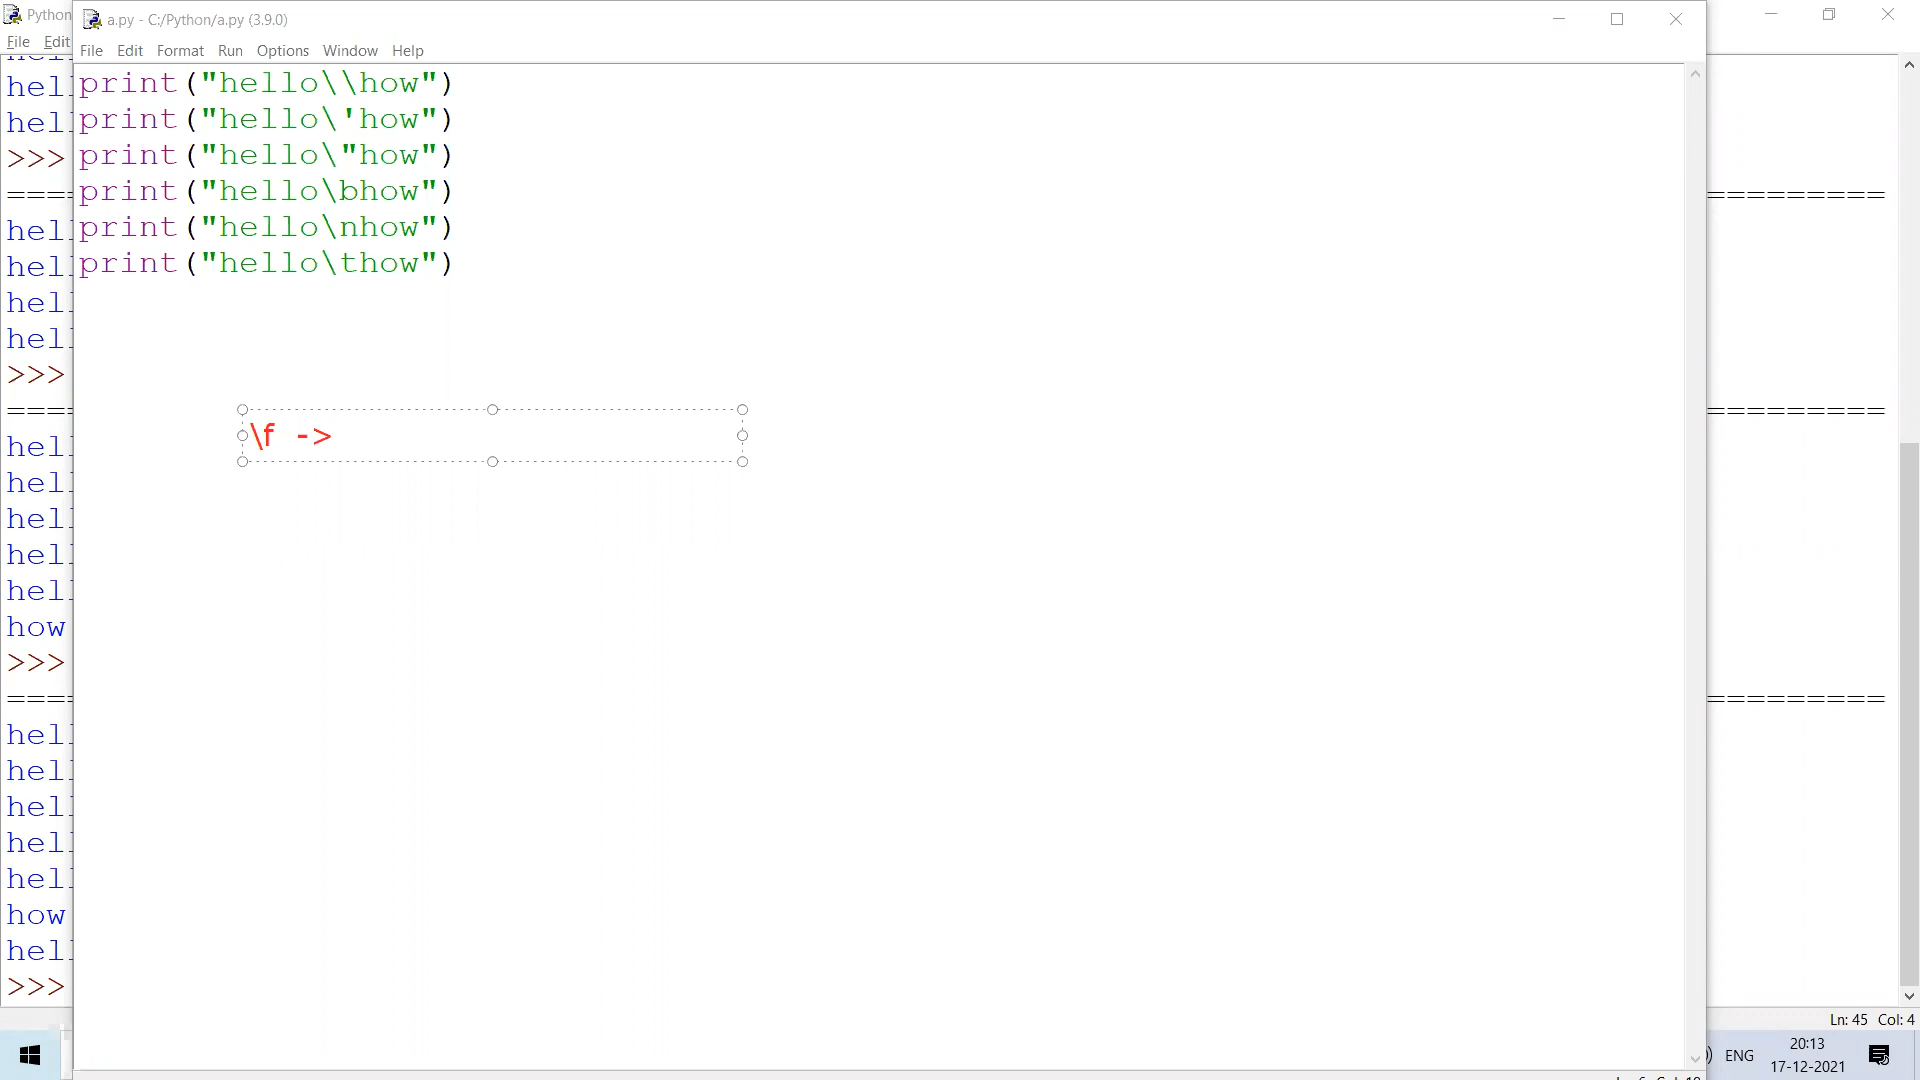 Python
File Edit
a.py - C:/Python/a.py (3.9.0)
File Edit Format Run Options Window Help
print("hello\\how")
print("hello\'how")
print("hello\"how")
print("hello\bhow")
print("hello\nhow")
print("hello\thow")
\f ->
>>>
>>>
>>>
how
>>>
how
>>>
Ln: 45 Col: 4
ENG
20:13
17-12-2021